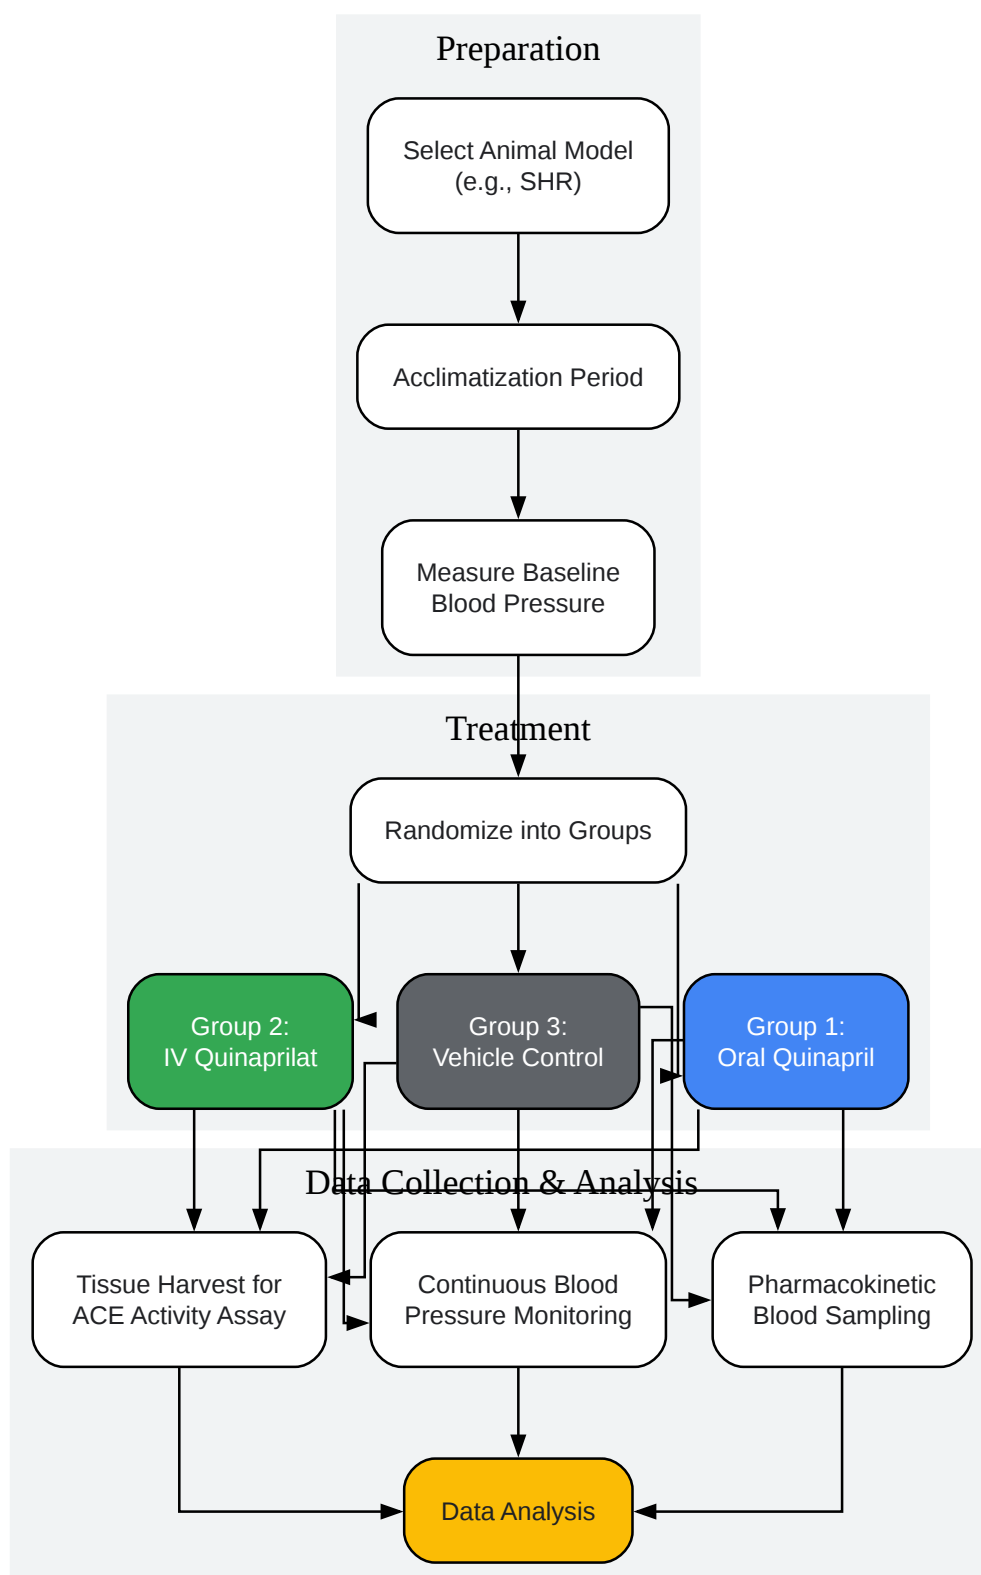 Preparation
Select Animal Model
(e.g., SHR)
Acclimatization Period
Measure Baseline
Blood Pressure
Treatment
Randomize into Groups
Group 2:
IV Quinaprilat
Group 3:
Vehicle Control
Group 1:
Oral Quinapril
Data Collection & Analysis
Tissue Harvest for
ACE Activity Assay
Continuous Blood
Pressure Monitoring
Pharmacokinetic
Blood Sampling
Data Analysis